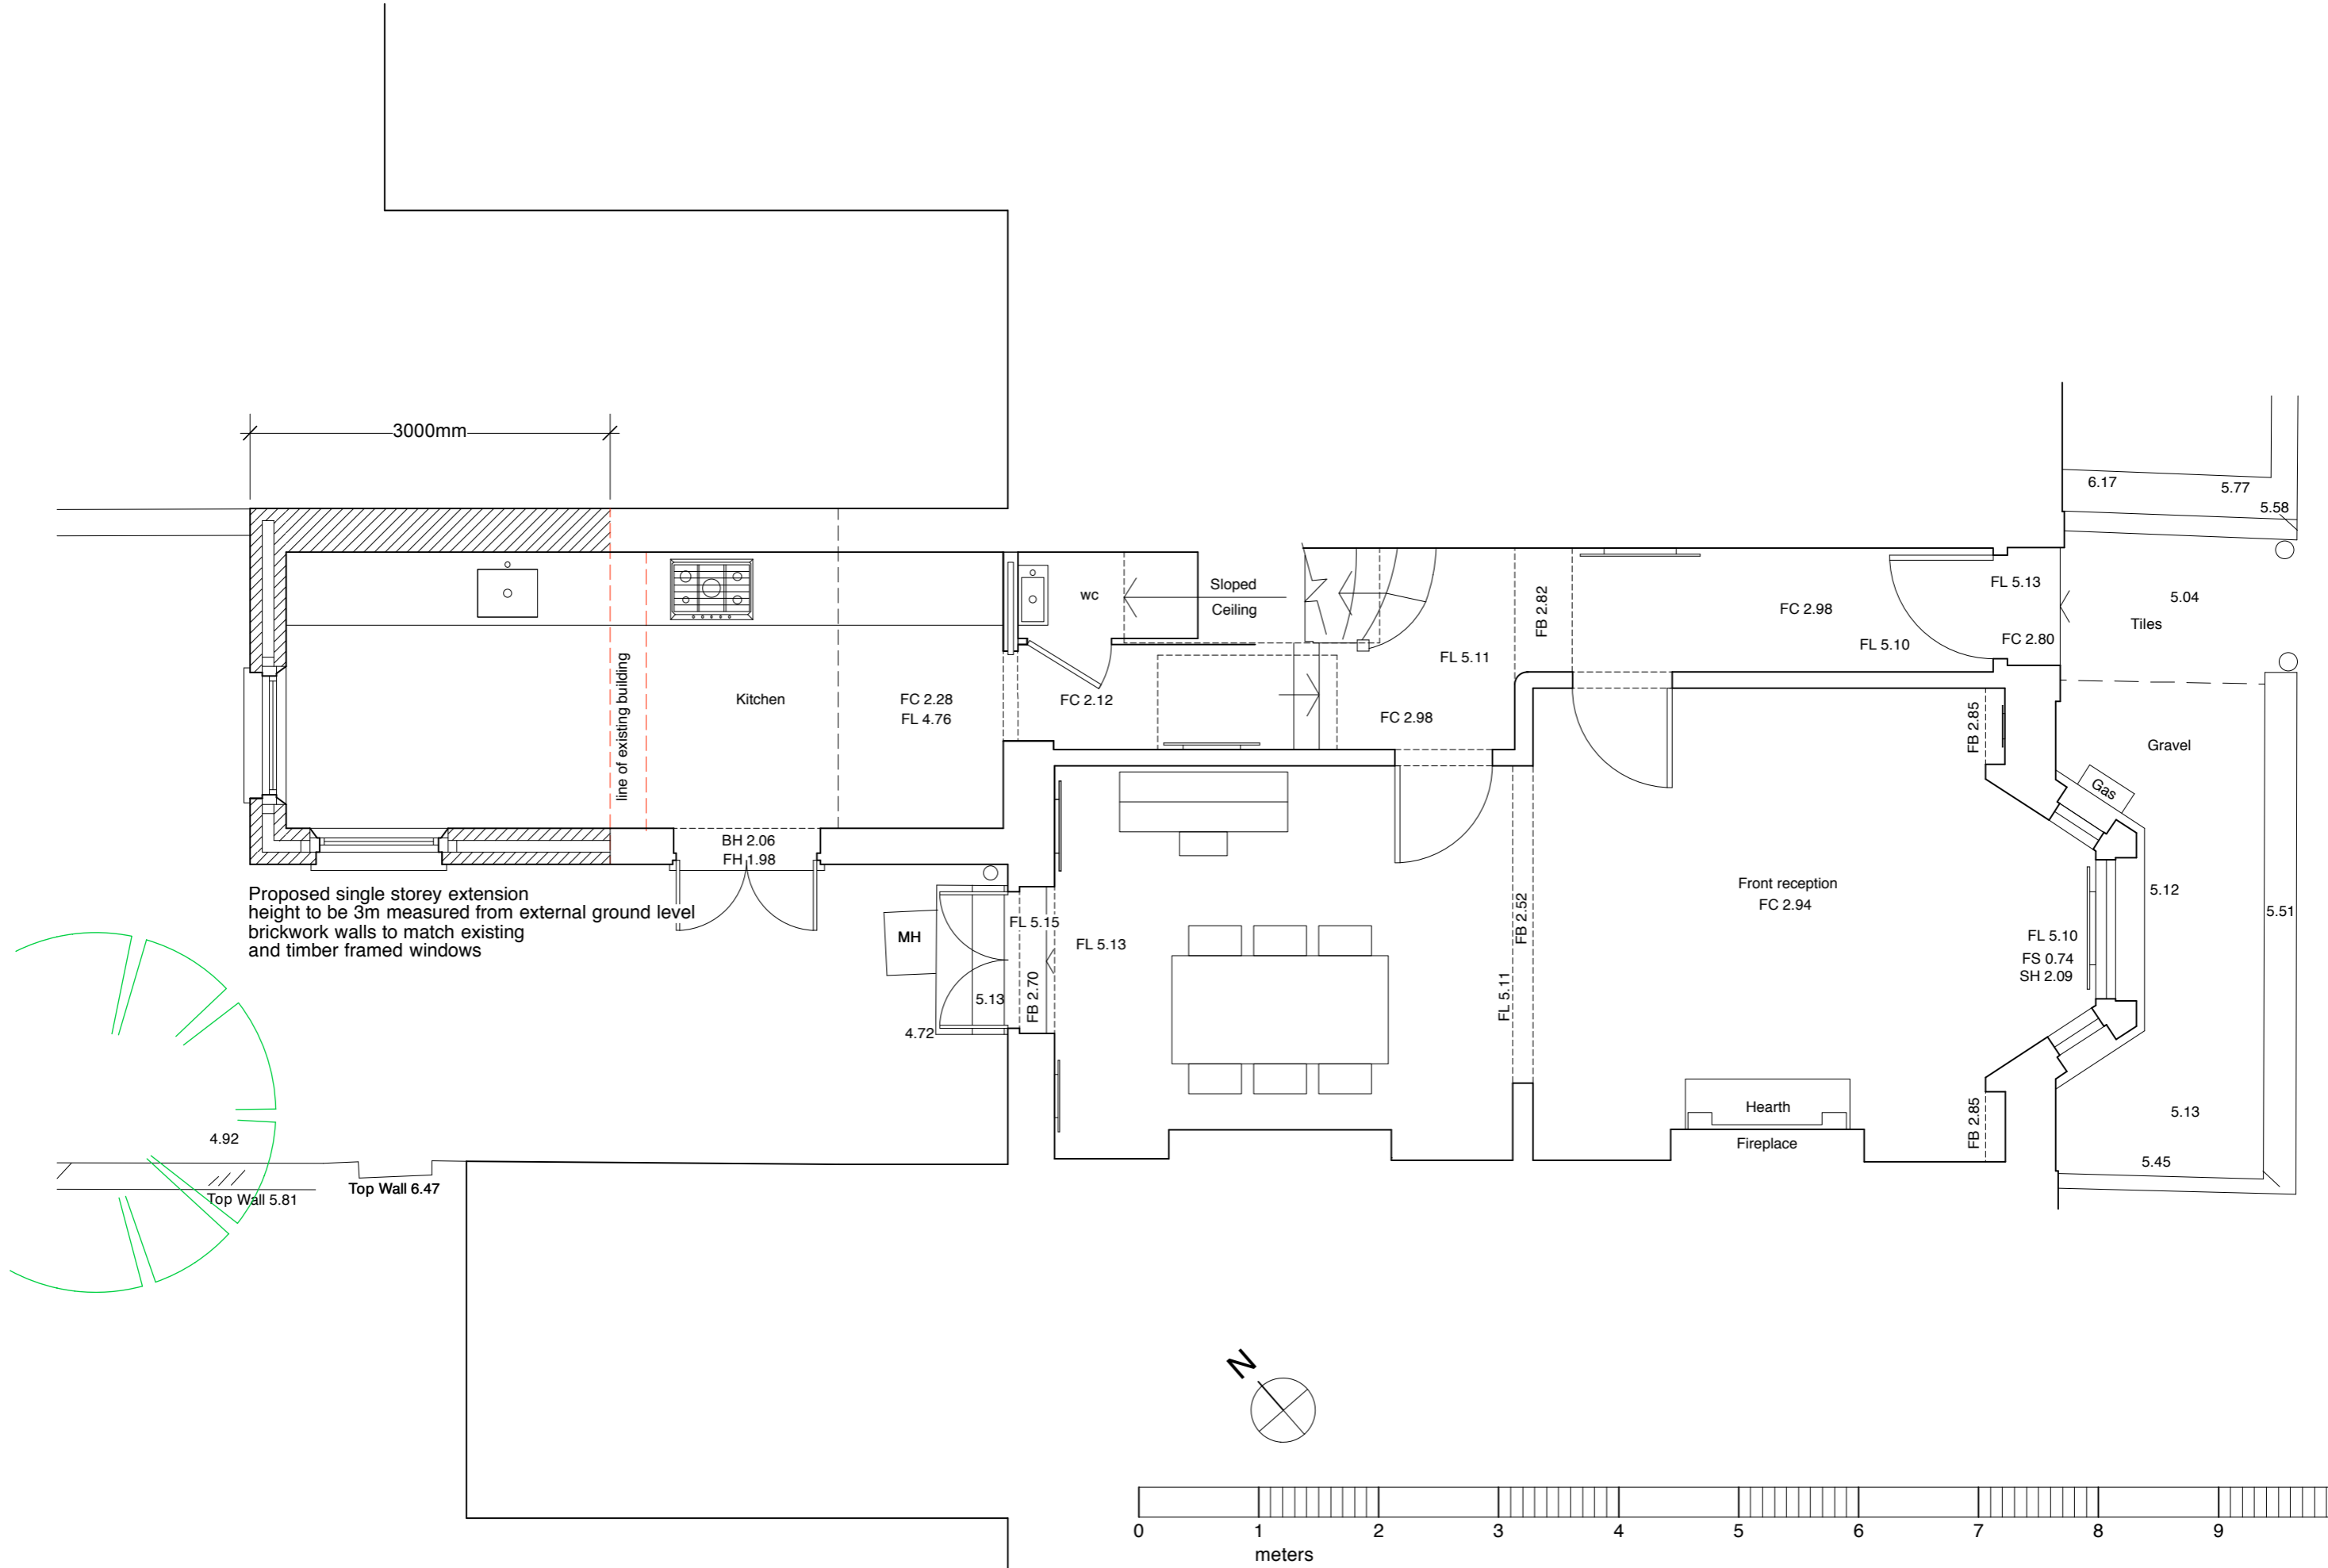 3000mm
6.17
5.77
5.58
Sloped
Ceiling
wc
FB 2.82
FC 2.98
FL 5.13
5.04
Tiles
FC 2.80
FL 5.10
FL 5.11
line of existing building
Kitchen
FC 2.28
FL 4.76
FC 2.12
FC 2.98
FB 2.85
Gravel
Gas
BH 2.06
FH 1.98
Proposed single storey extension
height to be 3m measured from external ground level
brickwork walls to match existing
and timber framed windows
Front reception
FC 2.94
5.12
5.51
MH
FL 5.15
FL 5.13
FB 2.52
FL 5.10
FS 0.74
SH 2.09
5.13
FB 2.70
FL 5.11
4.72
Hearth
Fireplace
FB 2.85
5.13
5.45
4.92
Top Wall 5.81
Top Wall 6.47
N
0 1 2 3 4 5 6 7 8 9
meters